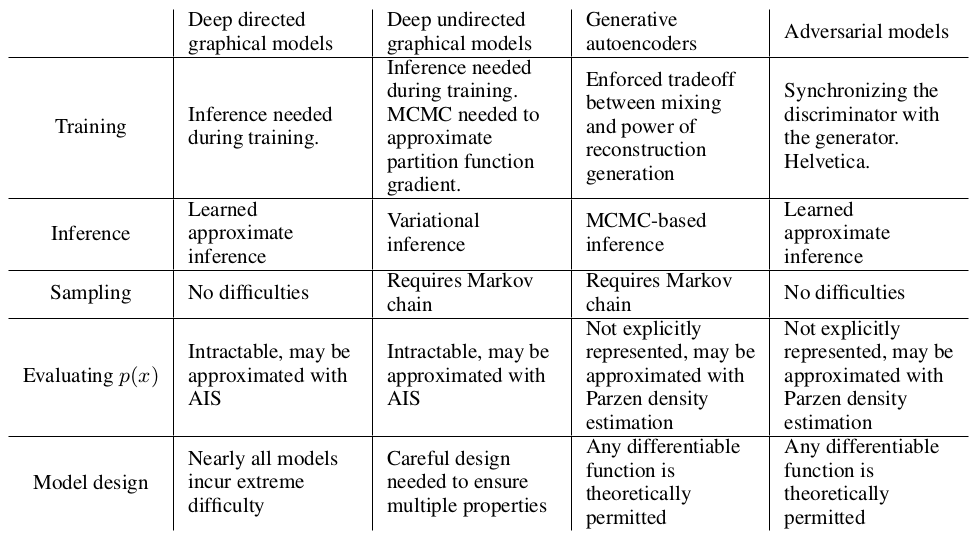 Deep directed
graphical models
Deep undirected
graphical models
Generative
autoencoders
Adversarial models
Training
Inference needed
during training.
Inference needed
during training.
MCMC needed to
approximate
partition function
gradient.
Enforced tradeoff
between mixing
and power of
reconstruction
generation
Synchronizing the
discriminator with
the generator.
Helvetica.
Inference
Learned
approximate
inference
Variational
inference
MCMC-based
inference
Learned
approximate
inference
Sampling
No difficulties
Requires Markov
chain
Requires Markov
chain
No difficulties
Evaluating p(x)
Intractable, may be
approximated with
AIS
Intractable, may be
approximated with
AIS
Not explicitly
represented, may be
approximated with
Parzen density
estimation
Not explicitly
represented, may be
approximated with
Parzen density
estimation
Model design
Nearly all models
incur extreme
difficulty
Careful design
needed to ensure
multiple properties
Any differentiable
function is
theoretically
permitted
Any differentiable
function is
theoretically
permitted